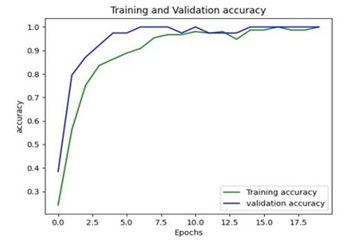 Training and Validation accuracy
1.0
0.9
0.8
0.7
0.6
0.5
0.4
0.3
accuracy
Training accuracy
validation accuracy
0.0 2.5 5.0 7.5 10.0 12.5 15.0 17.5
Epochs